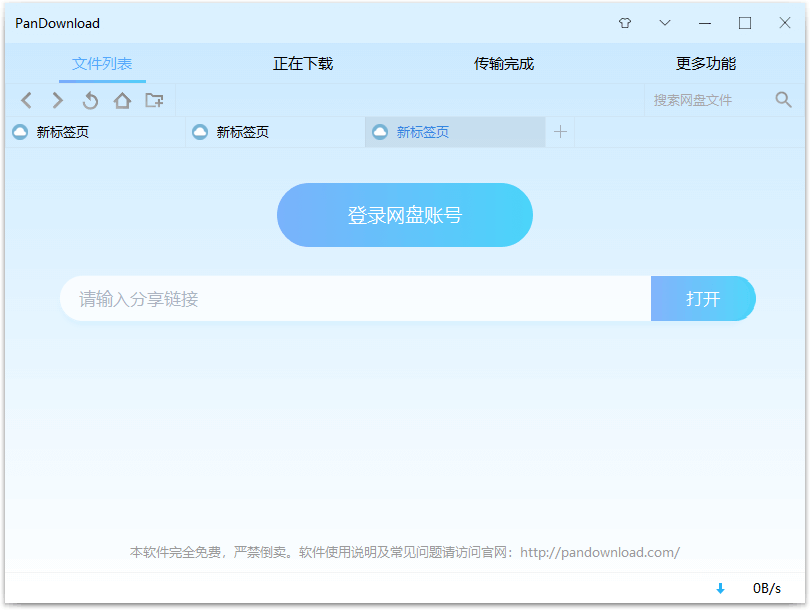 PanDownload
文件列表 正在下载 传输完成 更多功能
搜索网盘文件
新标签页 新标签页 新标签页
登录网盘账号
请输入分享链接 打开
本软件完全免费，严禁倒卖。软件使用说明及常见问题请访问官网：http://pandownload.com/
0B/s